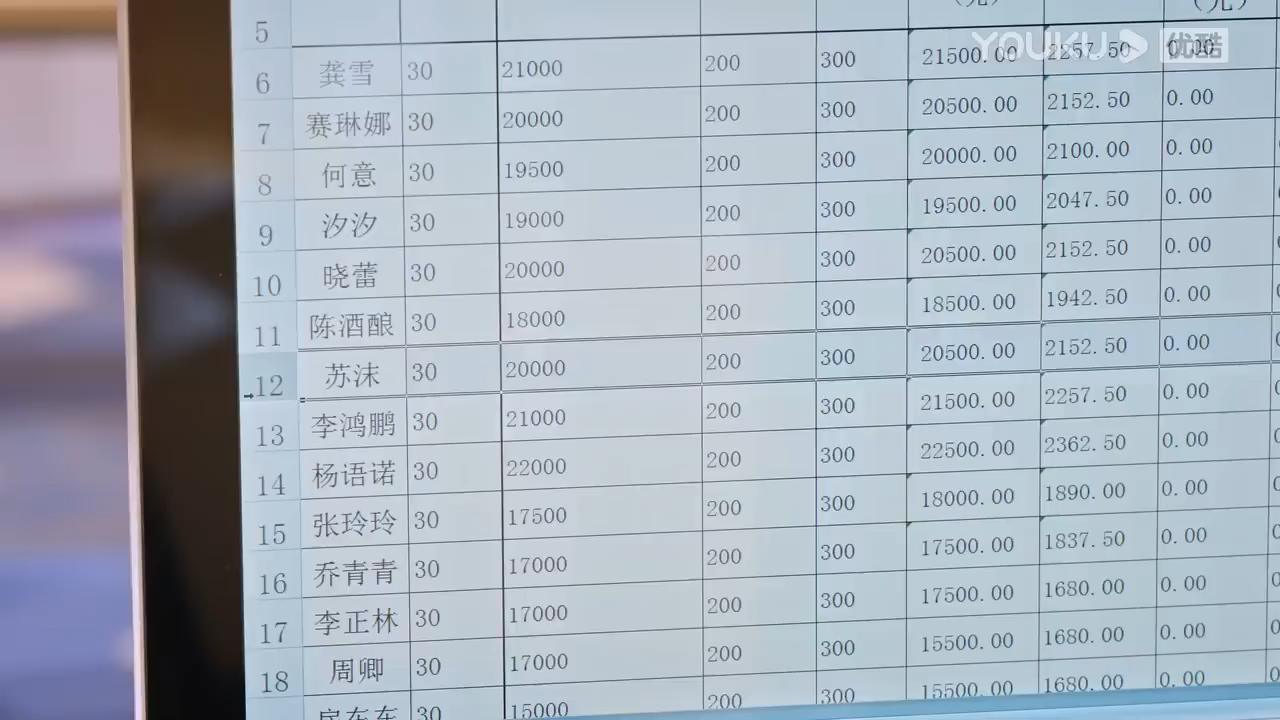 (元) (元)
YOUKU 优酷
5
6 龚雪 30 21000 200 300 21500.00 2257.50 0.00
7 赛琳娜 30 20000 200 300 20500.00 2152.50 0.00
8 何意 30 19500 200 300 20000.00 2100.00 0.00
9 汐汐 30 19000 200 300 19500.00 2047.50 0.00
10 晓蕾 30 20000 200 300 20500.00 2152.50 0.00
11 陈酒酿 30 18000 200 300 18500.00 1942.50 0.00
12 苏沫 30 20000 200 300 20500.00 2152.50 0.00
13 李鸿鹏 30 21000 200 300 21500.00 2257.50 0.00
14 杨语诺 30 22000 200 300 22500.00 2362.50 0.00
15 张玲玲 30 17500 200 300 18000.00 1890.00 0.00
16 乔青青 30 17000 200 300 17500.00 1837.50 0.00
17 李正林 30 17000 200 300 17500.00 1680.00 0.00
18 周卿 30 17000 200 300 15500.00 1680.00 0.00
30 15000 200 300 15500.00 1680.00 0.00